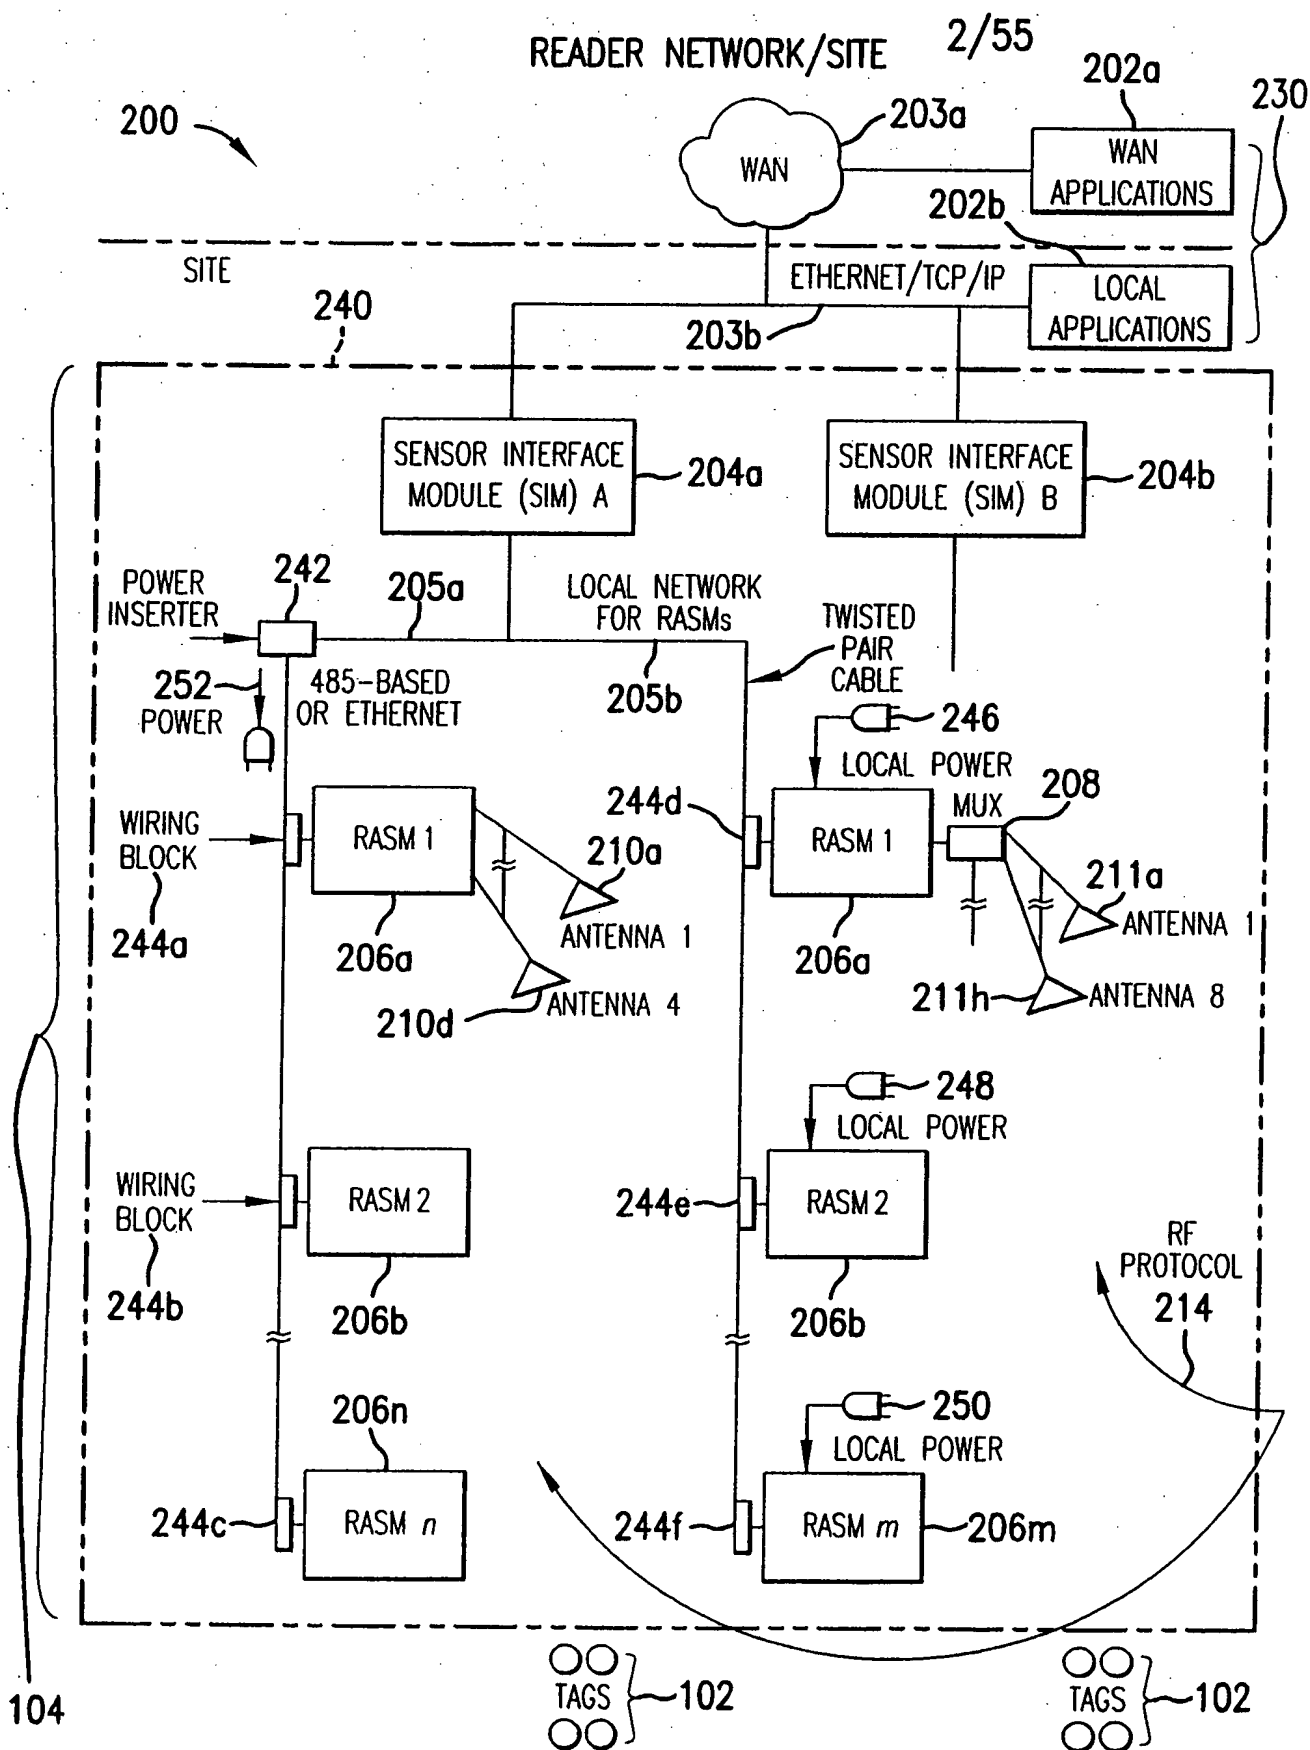 READER NETWORK/SITE 2/55
200
WAN
203a
202a
WAN
APPLICATIONS
230
202b
SITE
ETHERNET/TCP/IP
LOCAL
APPLICATIONS
240
203b
SENSOR INTERFACE
MODULE (SIM) A
204a
SENSOR INTERFACE
MODULE (SIM) B
204b
POWER
INSERTER
242
205a
LOCAL NETWORK
FOR RASMs
205b
TWISTED
PAIR
CABLE
252
POWER
485-BASED
OR ETHERNET
246
LOCAL POWER
WIRING
BLOCK
244a
RASM 1
206a
210a
ANTENNA 1
210d
ANTENNA 4
244d
RASM 1
206a
MUX
208
211a
ANTENNA 1
211h
ANTENNA 8
248
LOCAL POWER
WIRING
BLOCK
244b
RASM 2
206b
244e
RASM 2
206b
RF
PROTOCOL
214
206n
244c
RASM n
250
LOCAL POWER
244f
RASM m
206m
104
TAGS
102
TAGS
102